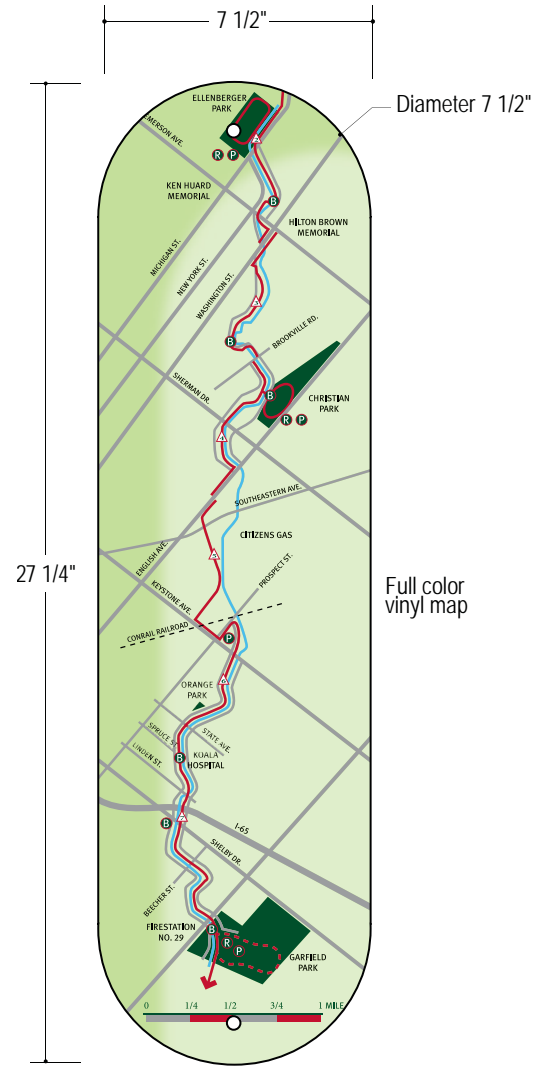 7 1/2"
Diameter 7 1/2"
ELLENBERGER
PARK
EMERSON AVE.
R P
KEN HUARD
MEMORIAL
B
HILTON BROWN
MEMORIAL
MICHIGAN ST.
NEW YORK ST.
WASHINGTON ST.
3
B
BROOKVILLE RD.
SHERMAN DR.
B
CHRISTIAN
PARK
R P
4
SOUTHEASTERN AVE.
CITIZENS GAS
ENGLISH AVE.
5
27 1/4"
PROSPECT ST.
KEYSTONE AVE.
Full color
vinyl map
CONRAIL RAILROAD
P
ORANGE
PARK
6
SPRUCE ST.
STATE AVE.
LINDEN ST.
B
KOALA
HOSPITAL
B
I-65
SHELBY DR.
BEECHER ST.
FIRESTATION
NO. 29
B
R
P
GARFIELD
PARK
0 1/4 1/2 3/4 1 MILE